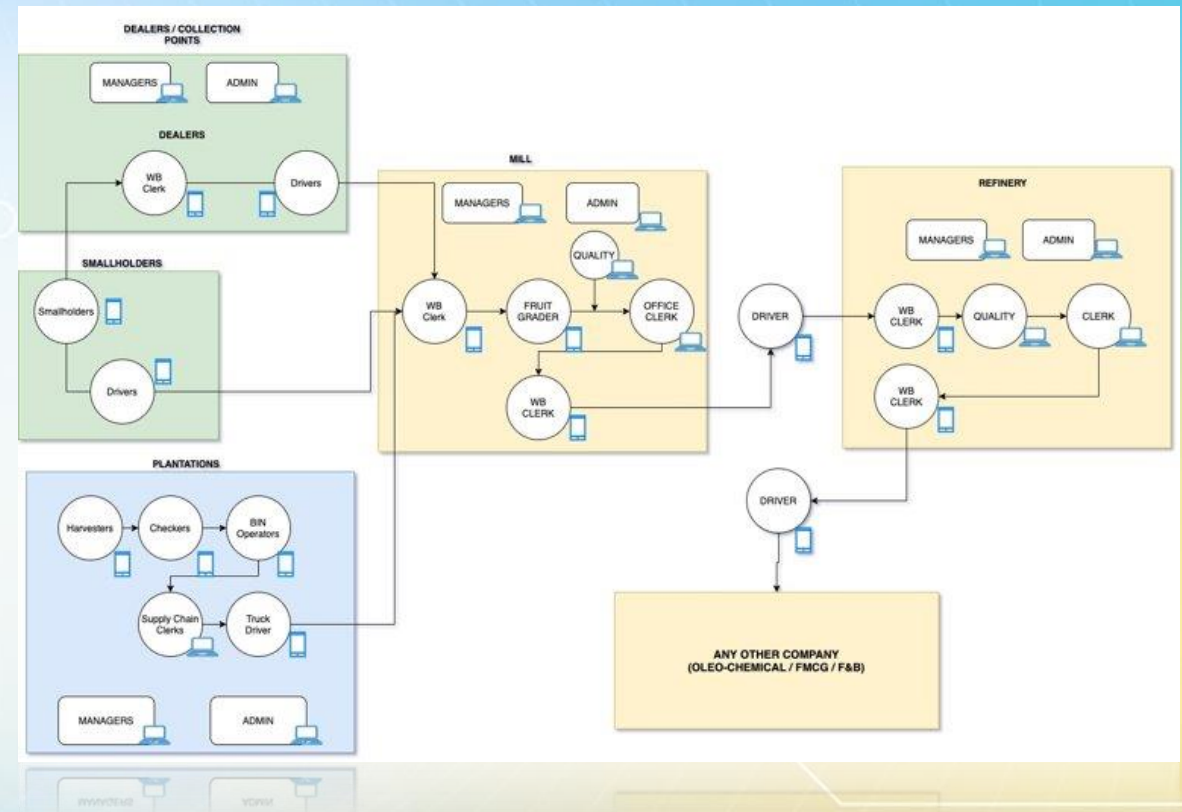 DEALERS / COLLECTION
POINTS
MANAGERS
ADMIN
DEALERS
WB
Clerk
Drivers
SMALLHOLDERS
Smallholders
Drivers
PLANTATIONS
Harvesters
Checkers
BIN
Operators
Supply Chain
Clerks
Truck
Driver
MANAGERS
ADMIN
MILL
MANAGERS
ADMIN
QUALITY
WB
Clerk
FRUIT
GRADER
OFFICE
CLERK
WB
CLERK
DRIVER
REFINERY
MANAGERS
ADMIN
WB
CLERK
QUALITY
CLERK
WB
CLERK
DRIVER
ANY OTHER COMPANY
(OLEO-CHEMICAL / FMCG / F&B)